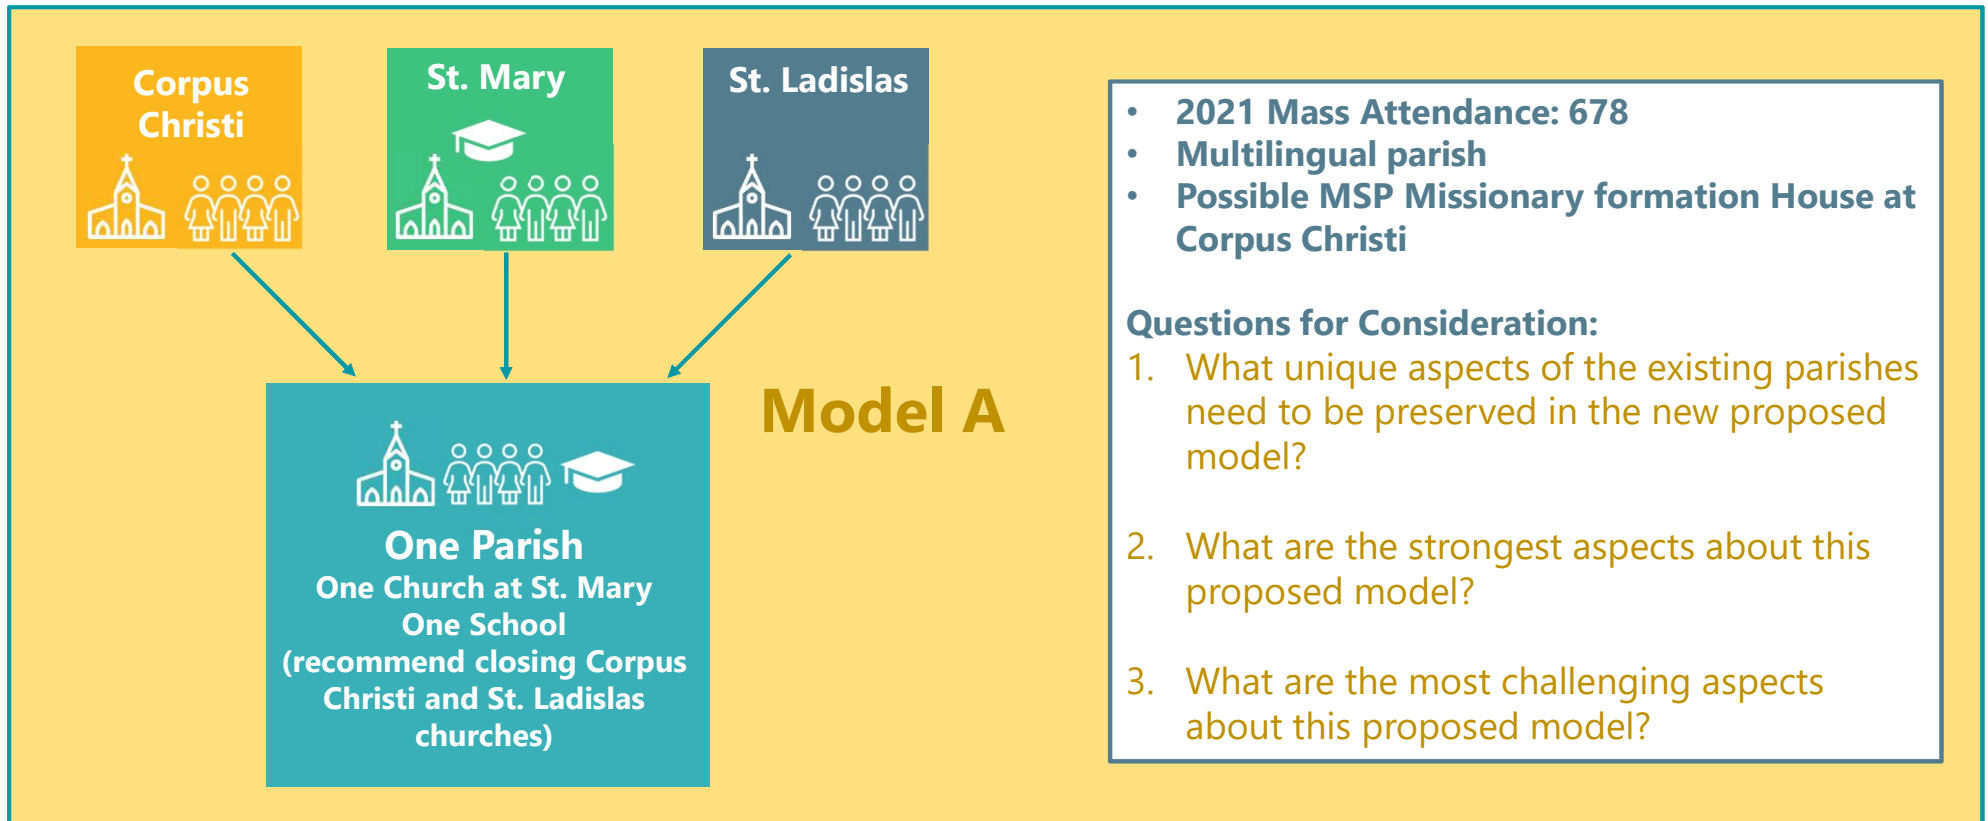 Corpus
Christi
St. Mary
St. Ladislas
One Parish
One Church at St. Mary
One School
(recommend closing Corpus
Christi and St. Ladislas
churches)
Model A
• 2021 Mass Attendance: 678
• Multilingual parish
• Possible MSP Missionary formation House at
Corpus Christi
Questions for Consideration:
1. What unique aspects of the existing parishes
need to be preserved in the new proposed
model?
2. What are the strongest aspects about this
proposed model?
3. What are the most challenging aspects
about this proposed model?